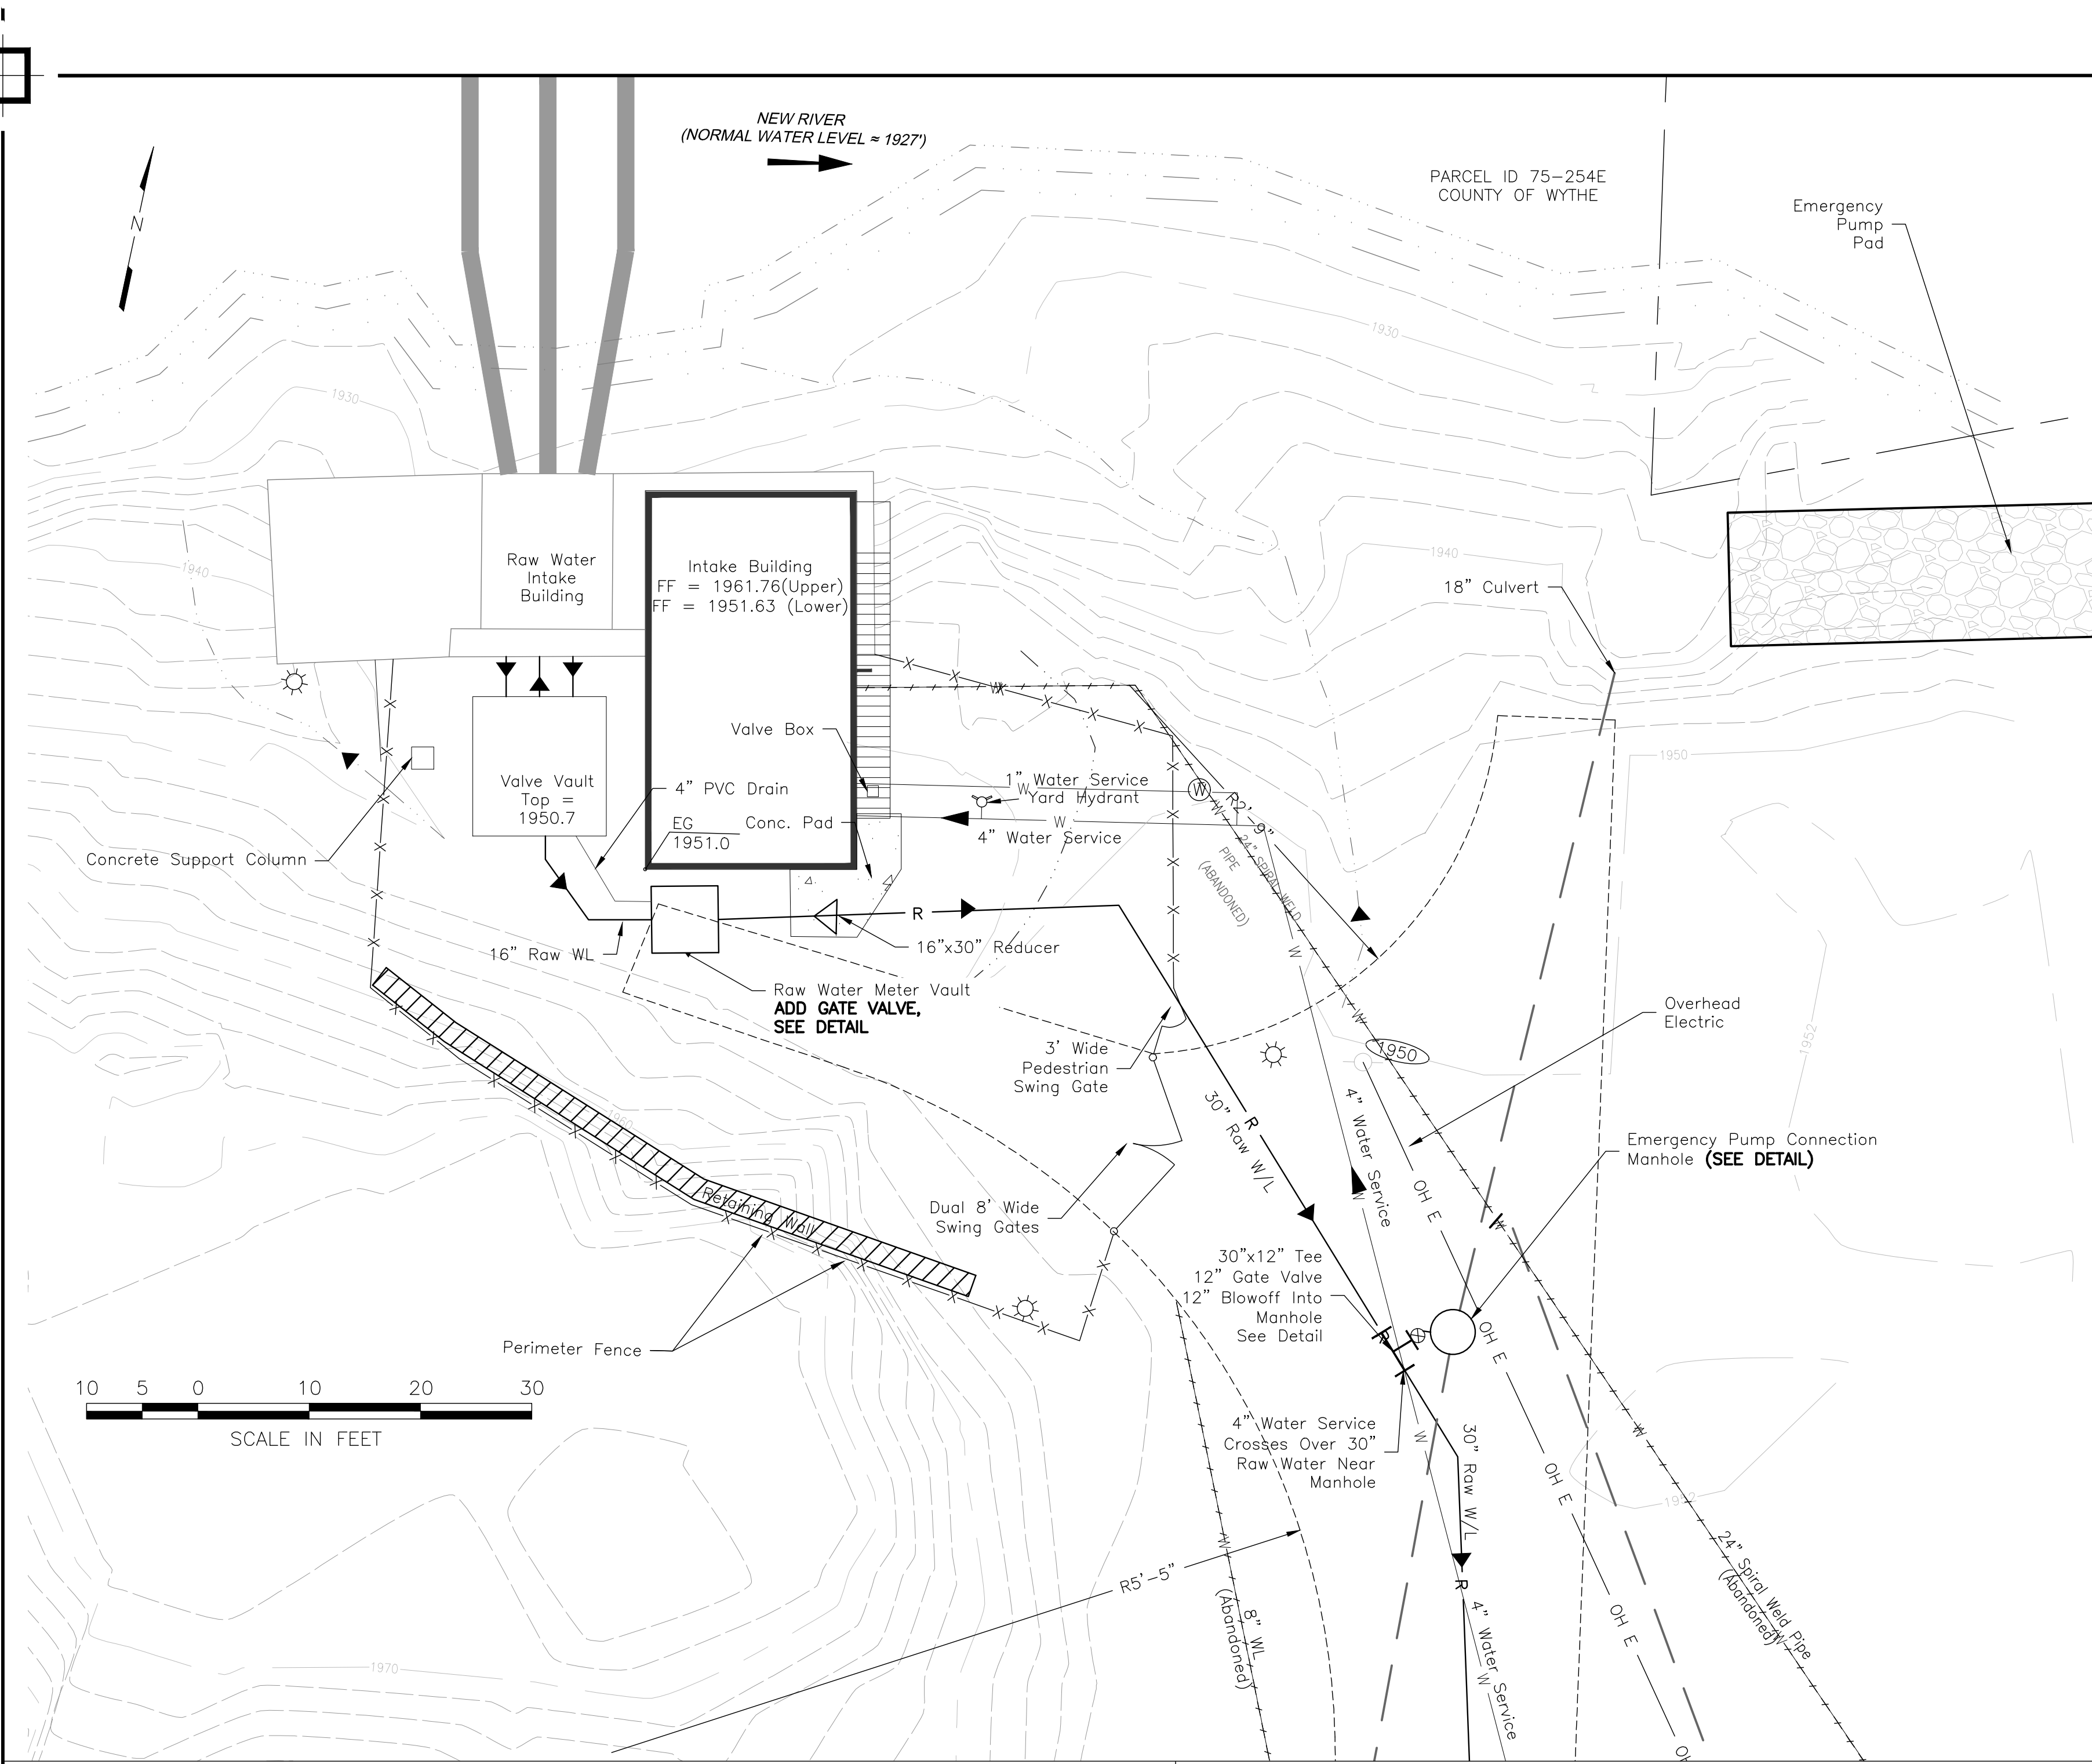 NEW RIVER
(NORMAL WATER LEVEL ≈ 1927')
N
PARCEL ID 75-254E
COUNTY OF WYTHE
Emergency
Pump
Pad
1930
1930
1940
1940
Raw Water
Intake
Building
Intake Building
FF = 1961.76(Upper)
FF = 1951.63 (Lower)
18" Culvert
Valve Box
1950
Valve Vault
Top =
1950.7
4" PVC Drain
EG
1951.0
Conc. Pad
1" Water Service
W
Yard Hydrant
W
4" Water Service
W
W
W
R2'-9"
24" SPIRAL WELD
PIPE
(ABANDONED)
Concrete Support Column
R
16" Raw WL
16"x30" Reducer
W
Raw Water Meter Vault
ADD GATE VALVE,
SEE DETAIL
Overhead
Electric
W
1950
1952
3' Wide
Pedestrian
Swing Gate
30" Raw W/L
R
4" Water Service
W
1960
Emergency Pump Connection
Manhole (SEE DETAIL)
Retaining Wall
Dual 8' Wide
Swing Gates
OH E
W
30"x12" Tee
12" Gate Valve
12" Blowoff Into
Manhole
See Detail
R
OH E
Perimeter Fence
10 5 0 10 20 30
SCALE IN FEET
4" Water Service
Crosses Over 30"
Raw Water Near
Manhole
W
30" Raw W/L
W
OH E
1952
W
R5'-5"
R
8" WL
(Abandoned)
4" Water Service
W
OH E
24" Spiral Weld Pipe
(Abandoned)
W
1970
OH